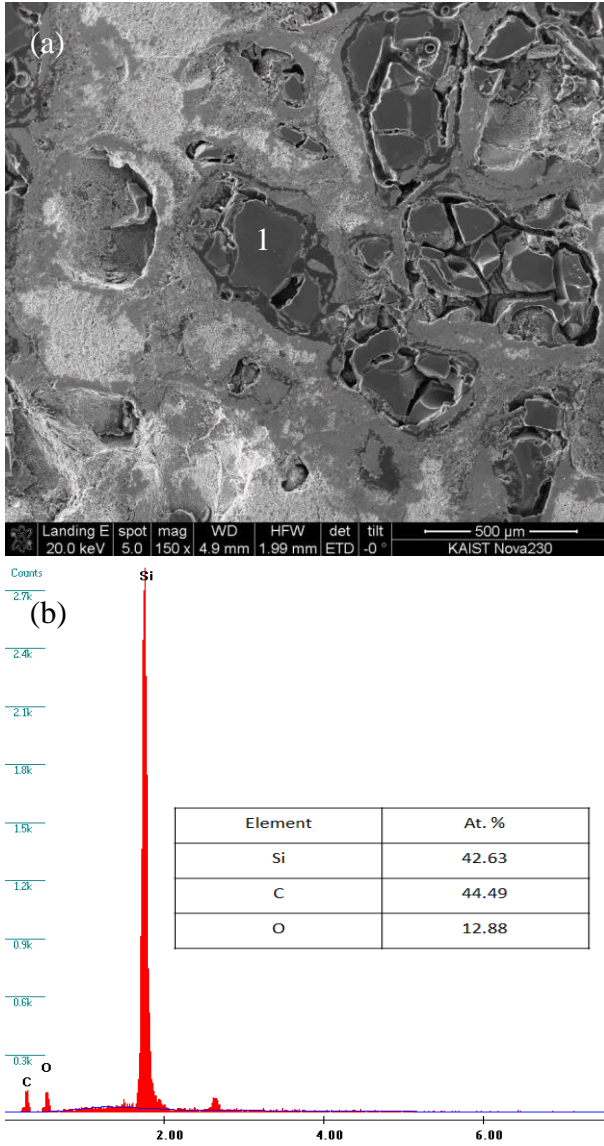 (a)
1
Landing E spot mag WD HFW det tilt 500 µm
20.0 keV 5.0 150 x 4.9 mm 1.99 mm ETD -0 ° KAIST Nova230
Counts
Si
(b)
2.7k
2.4k
2.1k
1.8k
1.5k
1.2k
0.9k
0.6k
0.3k
Element At. %
Si 42.63
C 44.49
O 12.88
C O
2.00 4.00 6.00